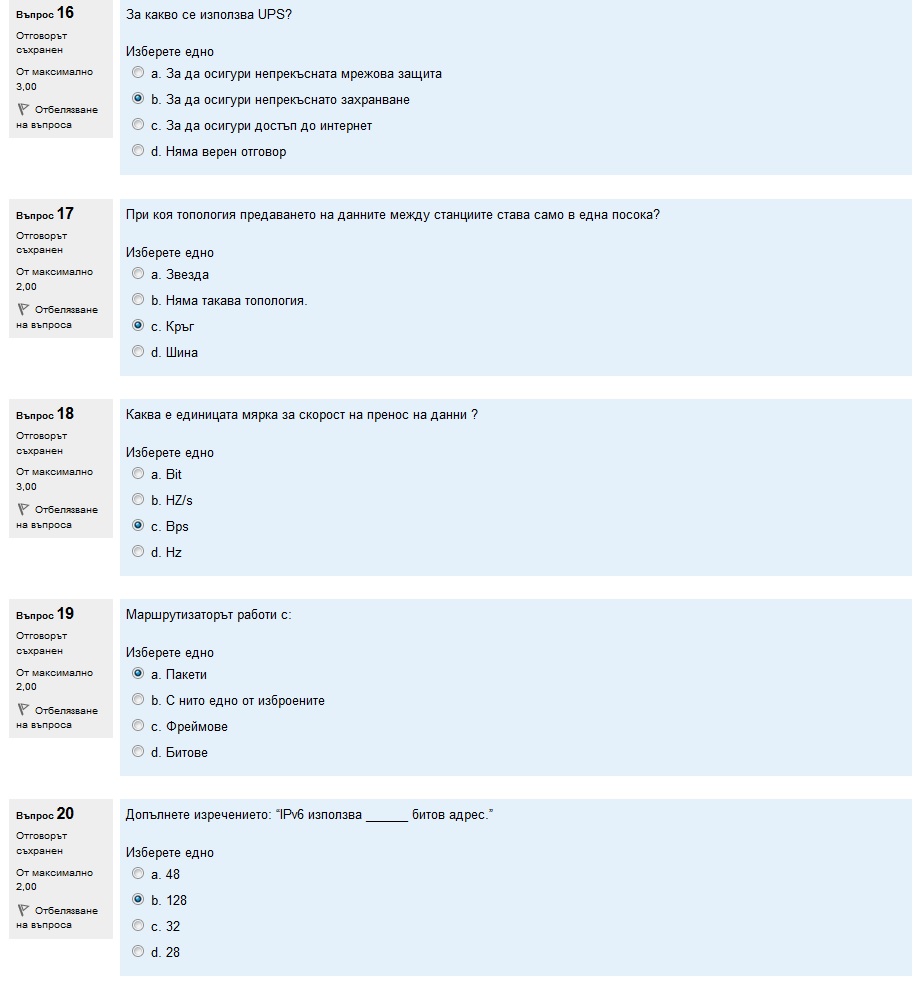 Въпрос 16
Отговорът
съхранен
От максимално
3,00
Отбелязване
на въпроса
За какво се използва UPS?
Изберете едно
a. За да осигури непрекъсната мрежова защита
b. За да осигури непрекъснато захранване
c. За да осигури достъп до интернет
d. Няма верен отговор
Въпрос 17
Отговорът
съхранен
От максимално
2,00
Отбелязване
на въпроса
При коя топология предаването на данните между станциите става само в една посока?
Изберете едно
a. Звезда
b. Няма такава топология.
c. Кръг
d. Шина
Въпрос 18
Отговорът
съхранен
От максимално
3,00
Отбелязване
на въпроса
Каква е единицата мярка за скорост на пренос на данни ?
Изберете едно
a. Bit
b. HZ/s
c. Bps
d. Hz
Въпрос 19
Отговорът
съхранен
От максимално
2,00
Отбелязване
на въпроса
Маршрутизаторът работи с:
Изберете едно
a. Пакети
b. С нито едно от изброените
c. Фреймове
d. Битове
Въпрос 20
Отговорът
съхранен
От максимално
2,00
Отбелязване
на въпроса
Допълнете изречението: “IPv6 използва ______ битов адрес.”
Изберете едно
a. 48
b. 128
c. 32
d. 28